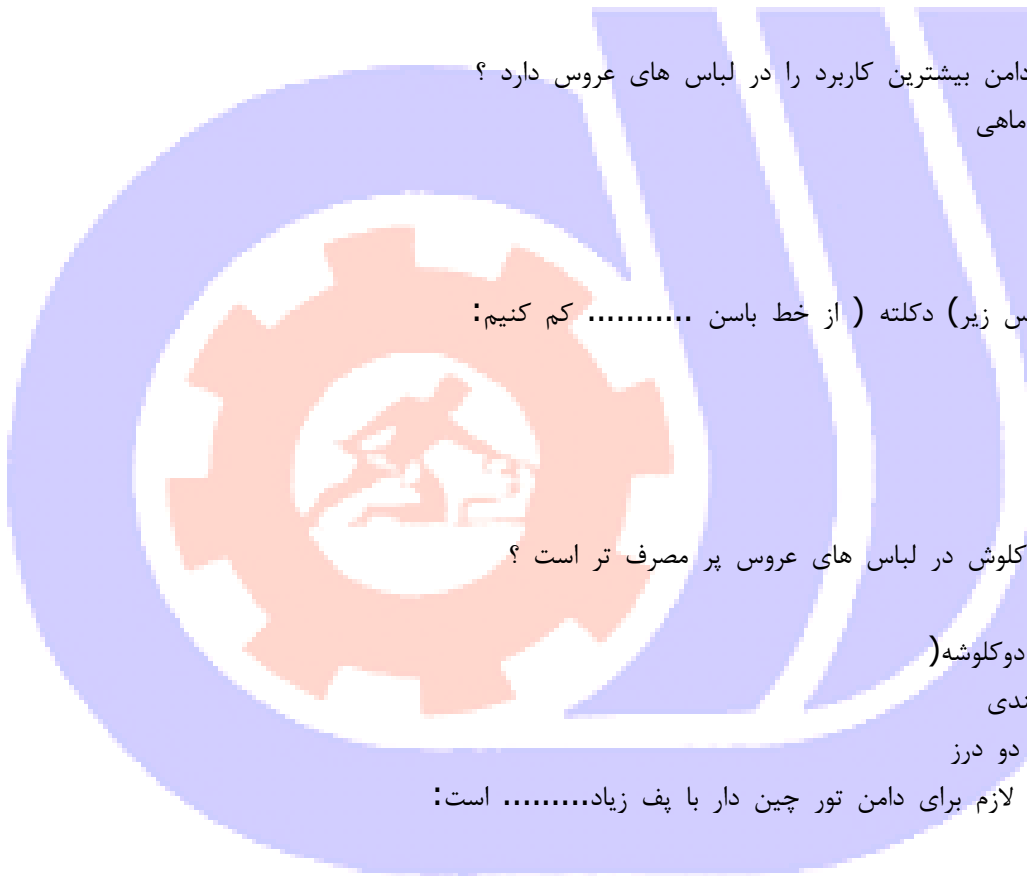 دامن بیشترین کاربرد را در لباس های عروس دارد ؟
ماهی
س زیر) دکلته ( از خط باسن ........... کم کنیم:
کلوش در لباس های عروس پر مصرف تر است ؟
دوکلوشه(
ندی
دو درز
لازم برای دامن تور چین دار با پف زیاد......... است: